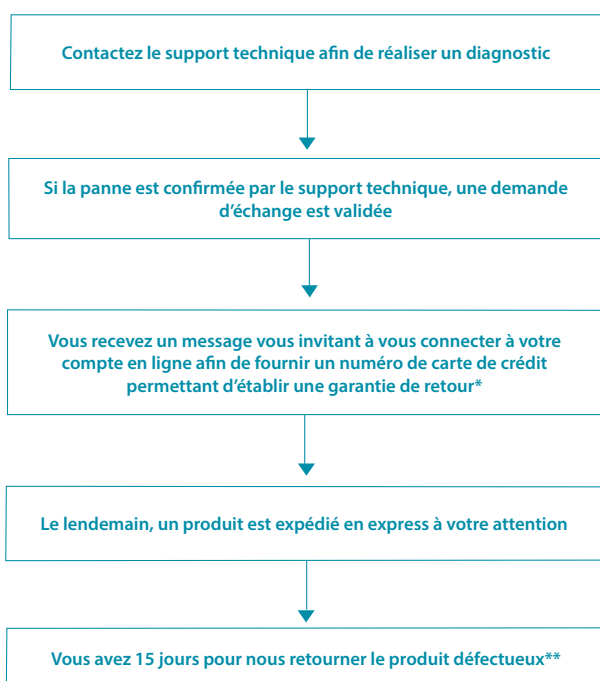 Contactez le support technique afin de réaliser un diagnostic
Si la panne est confirmée par le support technique, une demande
d'échange est validée
Vous recevez un message vous invitant à vous connecter à votre
compte en ligne afin de fournir un numéro de carte de crédit
permettant d'établir une garantie de retour*
Le lendemain, un produit est expédié en express à votre attention
Vous avez 15 jours pour nous retourner le produit défectueux**